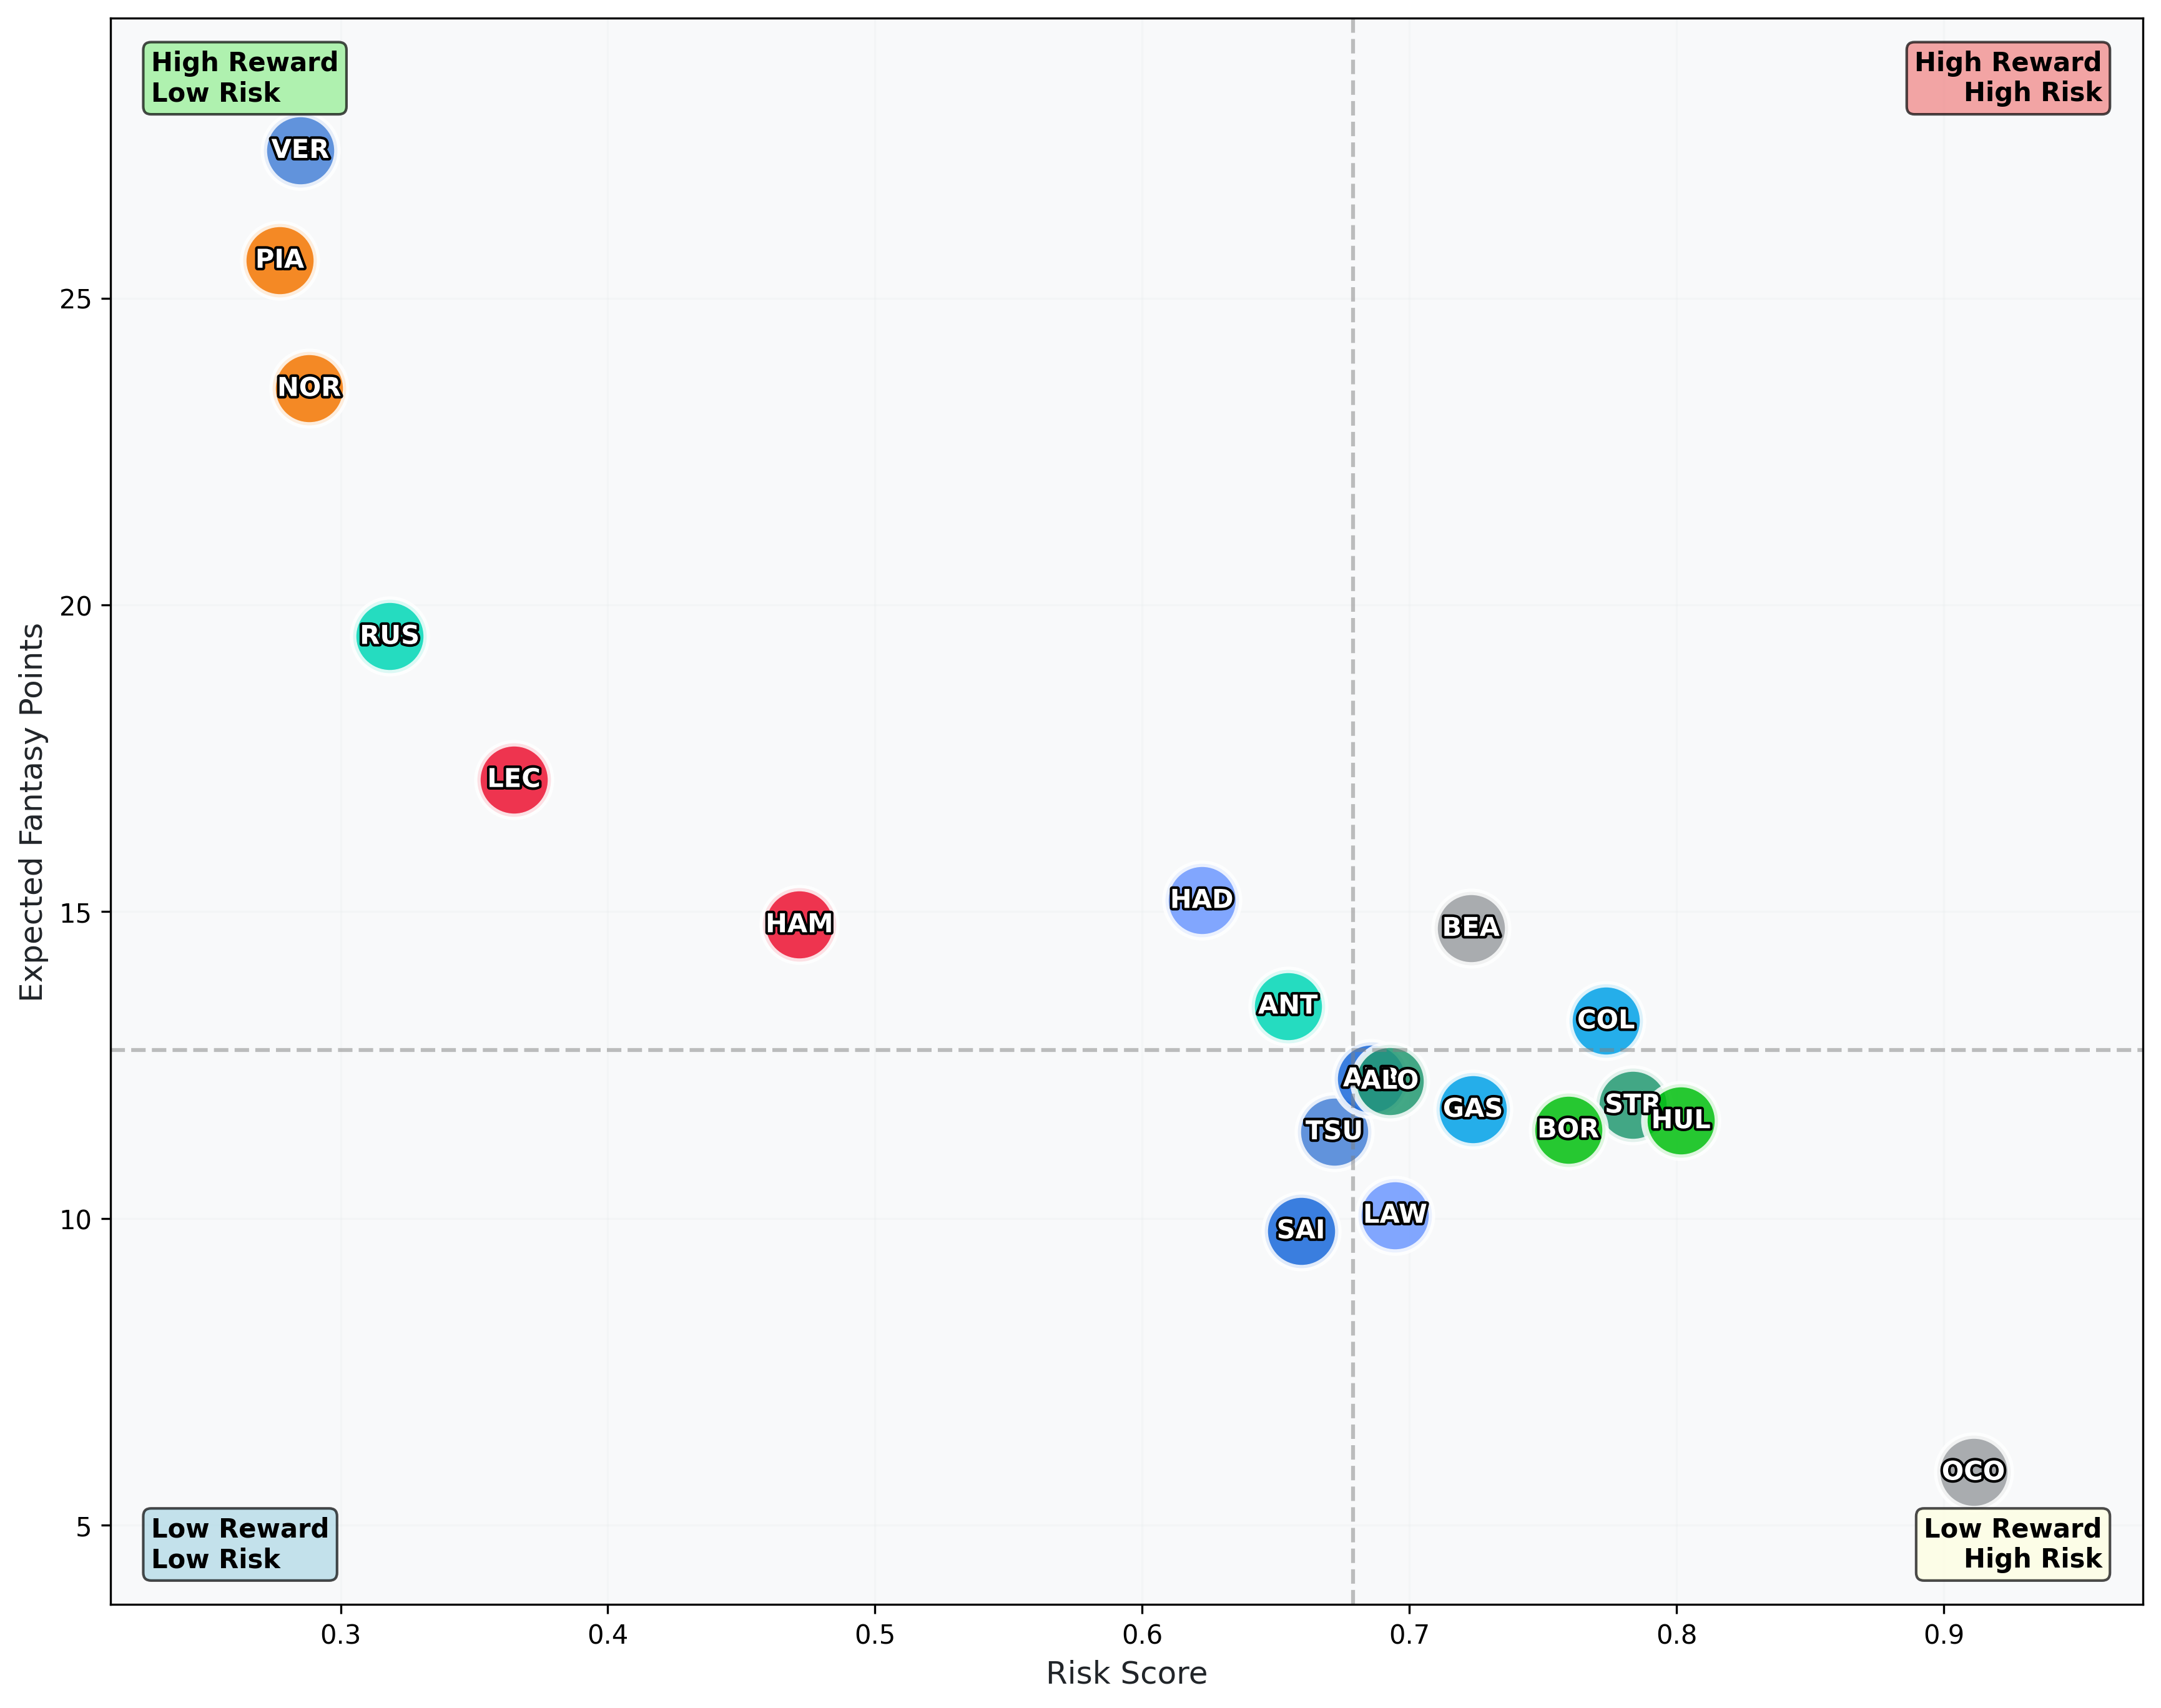 High Reward
Low Risk
High Reward
High Risk
VER
PIA
25
NOR
20
RUS
LEC
15
HAD
HAM
BEA
ANT
COL
ALO
STR
GAS
HUL
BOR
TSU
10
LAW
SAI
OCO
5
Low Reward
Low Risk
Low Reward
High Risk
0.3
0.4
0.5
0.6
0.7
0.8
0.9
Risk Score
Expected Fantasy Points